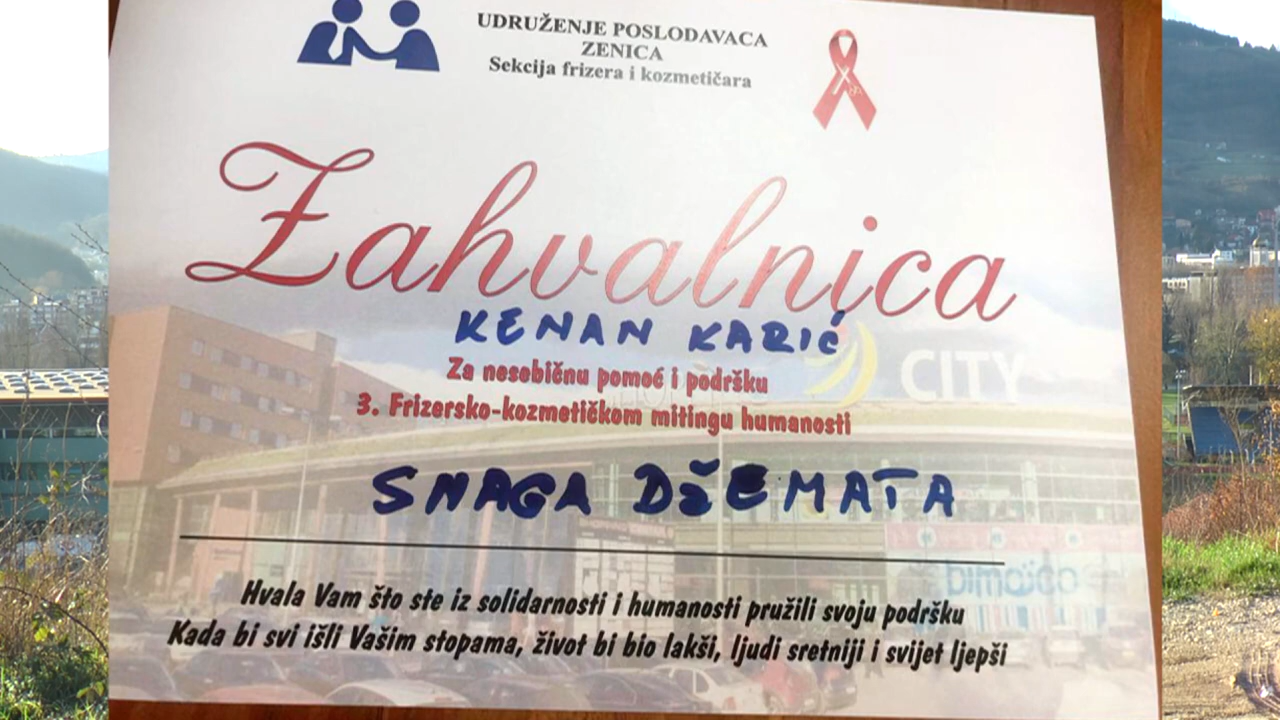 UDRUŽENJE POSLODAVACA
ZENICA
Sekcija frizera i kozmetičara
Zahvalnica
KENAN KARIĆ
Za nesebičnu pomoć i podršku
CITY
3. Frizersko-kozmetičkom mitingu humanosti
SNAGA DŽEMATA
Hvala Vam što ste iz solidarnosti i humanosti pružili svoju podršku
Kada bi svi išli Vašim stopama, život bi bio lakši, ljudi sretniji i svijet ljepši